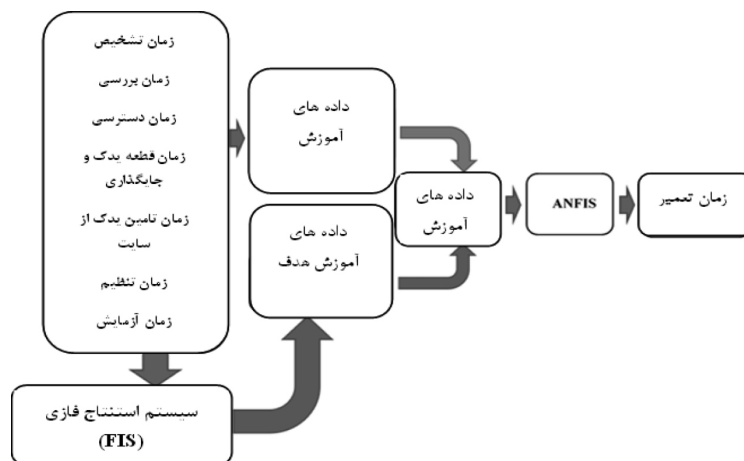 زمان تشخیص
زمان بررسی
زمان دسترسی
زمان قطعه یدک و
جایگذاری
زمان تامین یدک از
سایت
زمان تنظیم
زمان آزمایش
داده های
آموزش
داده های
آموزش هدف
داده های
آموزش
ANFIS
زمان تعمیر
سیستم استنتاج فازی
(FIS)